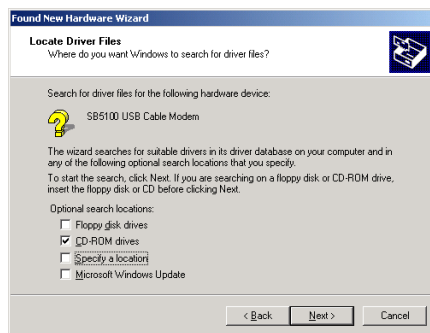 Found New Hardware Wizard
Locate Driver Files
Where do you want Windows to search for driver files?
Search for driver files for the following hardware device:
SB5100 USB Cable Modem
The wizard searches for suitable drivers in its driver database on your computer and in
any of the following optional search locations that you specify.
To start the search, click Next. If you are searching on a floppy disk or CD-ROM drive,
insert the floppy disk or CD before clicking Next.
Optional search locations:
Floppy disk drives
CD-ROM drives
Specify a location
Microsoft Windows Update
< Back
Next >
Cancel